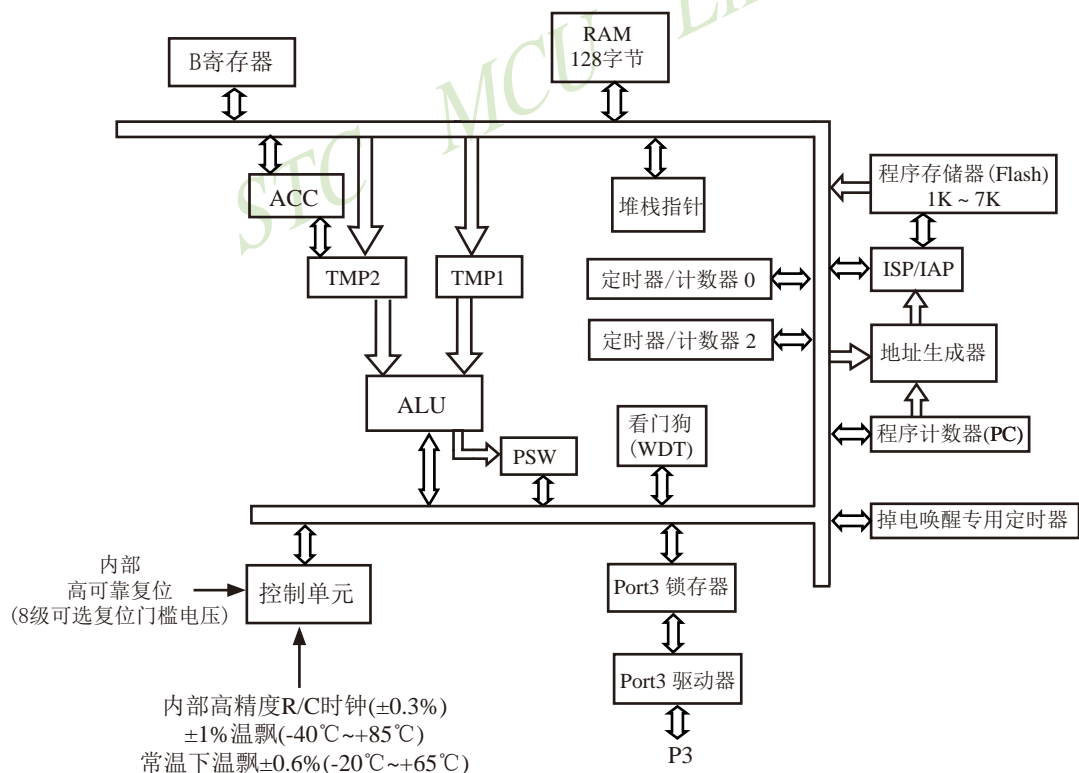 STC MCU
B寄存器
RAM
128字节
ACC
堆栈指针
程序存储器(Flash)
1K ~ 7K
TMP2
TMP1
定时器/计数器 0
ISP/IAP
定时器/计数器 2
地址生成器
ALU
看门狗
(WDT)
PSW
程序计数器(PC)
掉电唤醒专用定时器
内部
高可靠复位
(8级可选复位门槛电压)
控制单元
Port3 锁存器
Port3 驱动器
内部高精度R/C时钟(±0.3%)
±1%温飘(-40℃~+85℃)
常温下温飘±0.6%(-20℃~+65℃)
P3